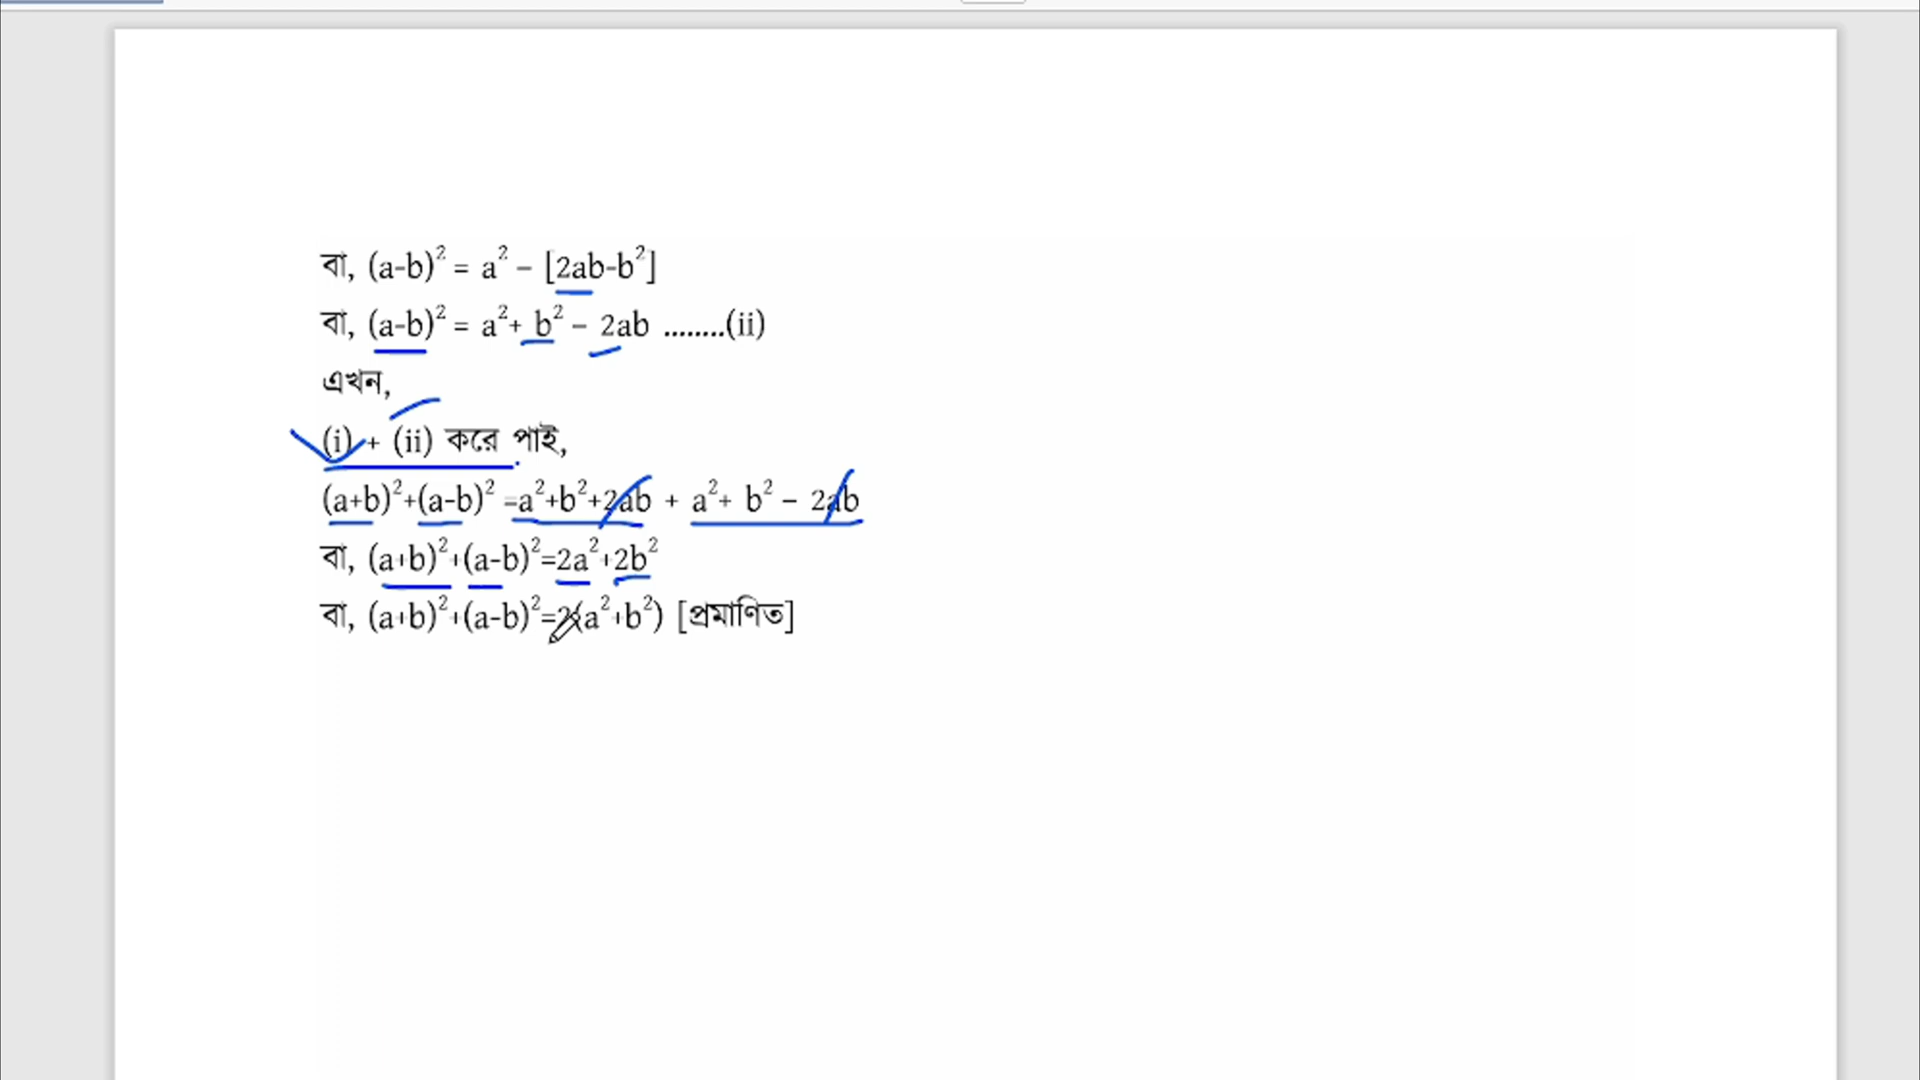 বা, (a-b)² = a² – [2ab-b²]
বা, (a-b)² = a²+ b² – 2ab ........(ii)
এখন,
(i) + (ii) করে পাই,
(a+b)²+(a-b)² =a²+b²+2ab + a²+ b² – 2ab
বা, (a+b)²+(a-b)²=2a²+2b²
বা, (a+b)²+(a-b)²=2(a²+b²) [প্রমাণিত]